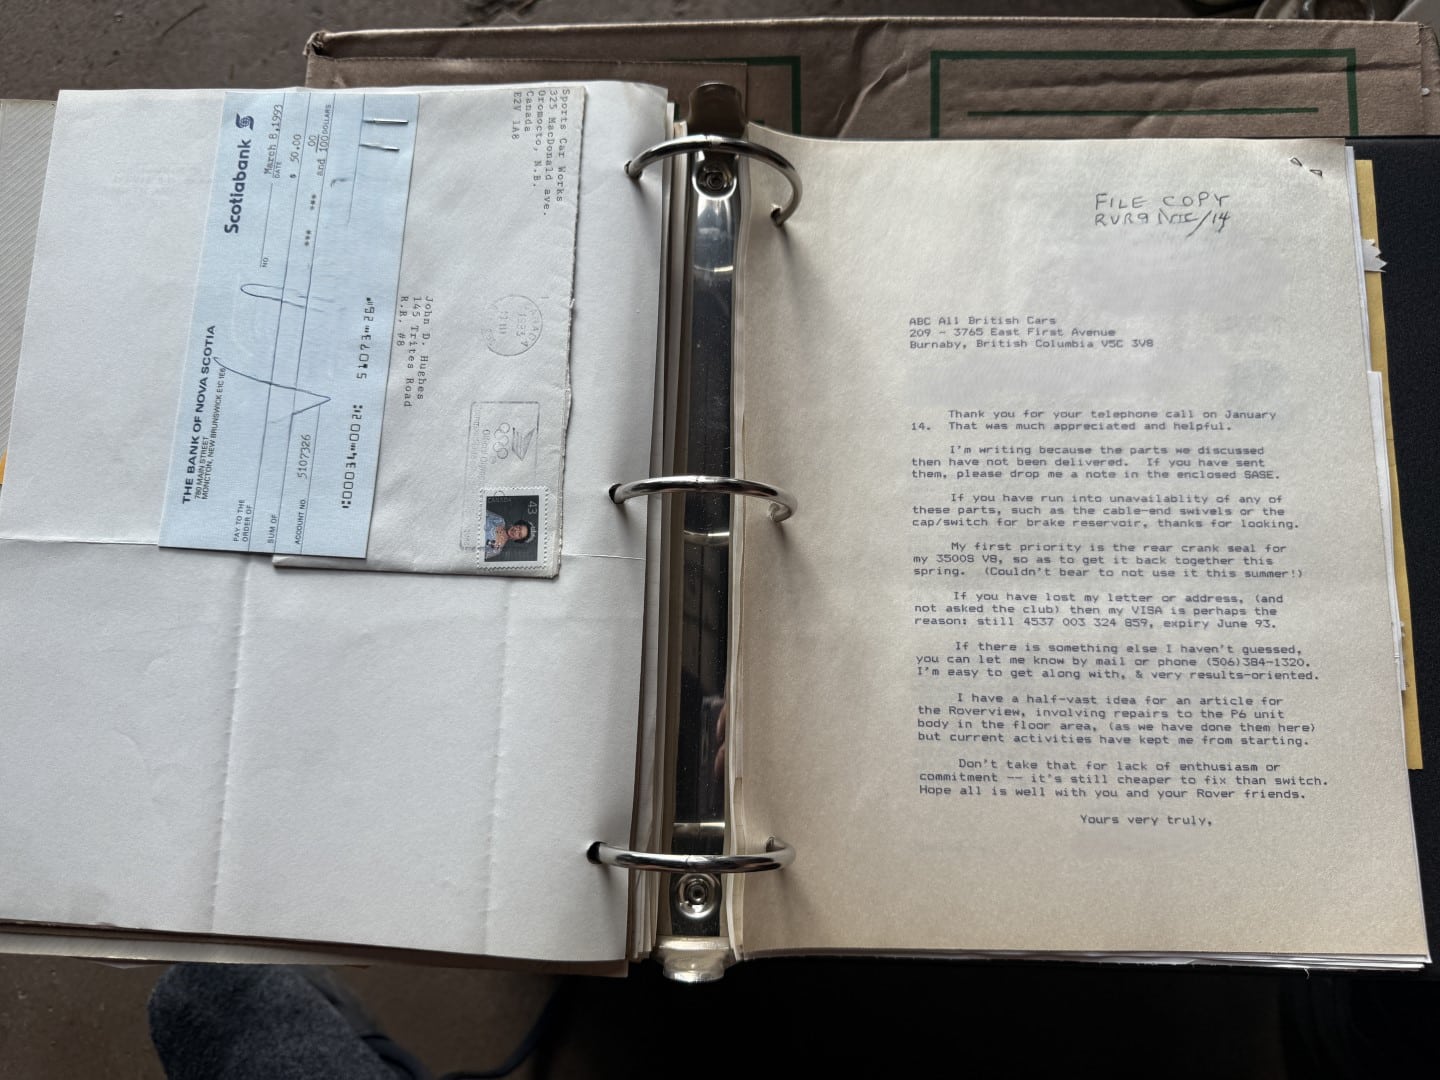 Scotiabank
March 8,1993
DATE
NO
$ 50.00
00
*** *** and 100 DOLLARS
THE BANK OF NOVA SCOTIA
780 MAIN STREET
MONCTON, NEW BRUNSWICK E1C 1E6
PAY TO THE
ORDER OF
SUM OF
ACCOUNT NO. 5107326
Sports Car Works
325 MacDonald ave.
Oromocto, N.B.
Canada
E2V 1A8
John D. Hughes
145 Trites Road
R.R. #8
1993
CANADA
43
FILE COPY
ABC All British Cars
209 - 3765 East First Avenue
Burnaby, British Columbia V5C 3V8
Thank you for your telephone call on January
14. That was much appreciated and helpful.
I'm writing because the parts we discussed
then have not been delivered. If you have sent
them, please drop me a note in the enclosed SASE.
If you have run into unavailablity of any of
these parts, such as the cable-end swivels or the
cap/switch for brake reservoir, thanks for looking.
My first priority is the rear crank seal for
my 3500S V8, so as to get it back together this
spring. (Couldn't bear to not use it this summer!)
If you have lost my letter or address, (and
not asked the club) then my VISA is perhaps the
reason: still 4537 003 324 859, expiry June 93.
If there is something else I haven't guessed,
you can let me know by mail or phone (506)384-1320.
I'm easy to get along with, & very results-oriented.
I have a half-vast idea for an article for
the Roverview, involving repairs to the P6 unit
body in the floor area, (as we have done them here)
but current activities have kept me from starting.
Don't take that for lack of enthusiasm or
commitment -- it's still cheaper to fix than switch.
Hope all is well with you and your Rover friends.
Yours very truly,